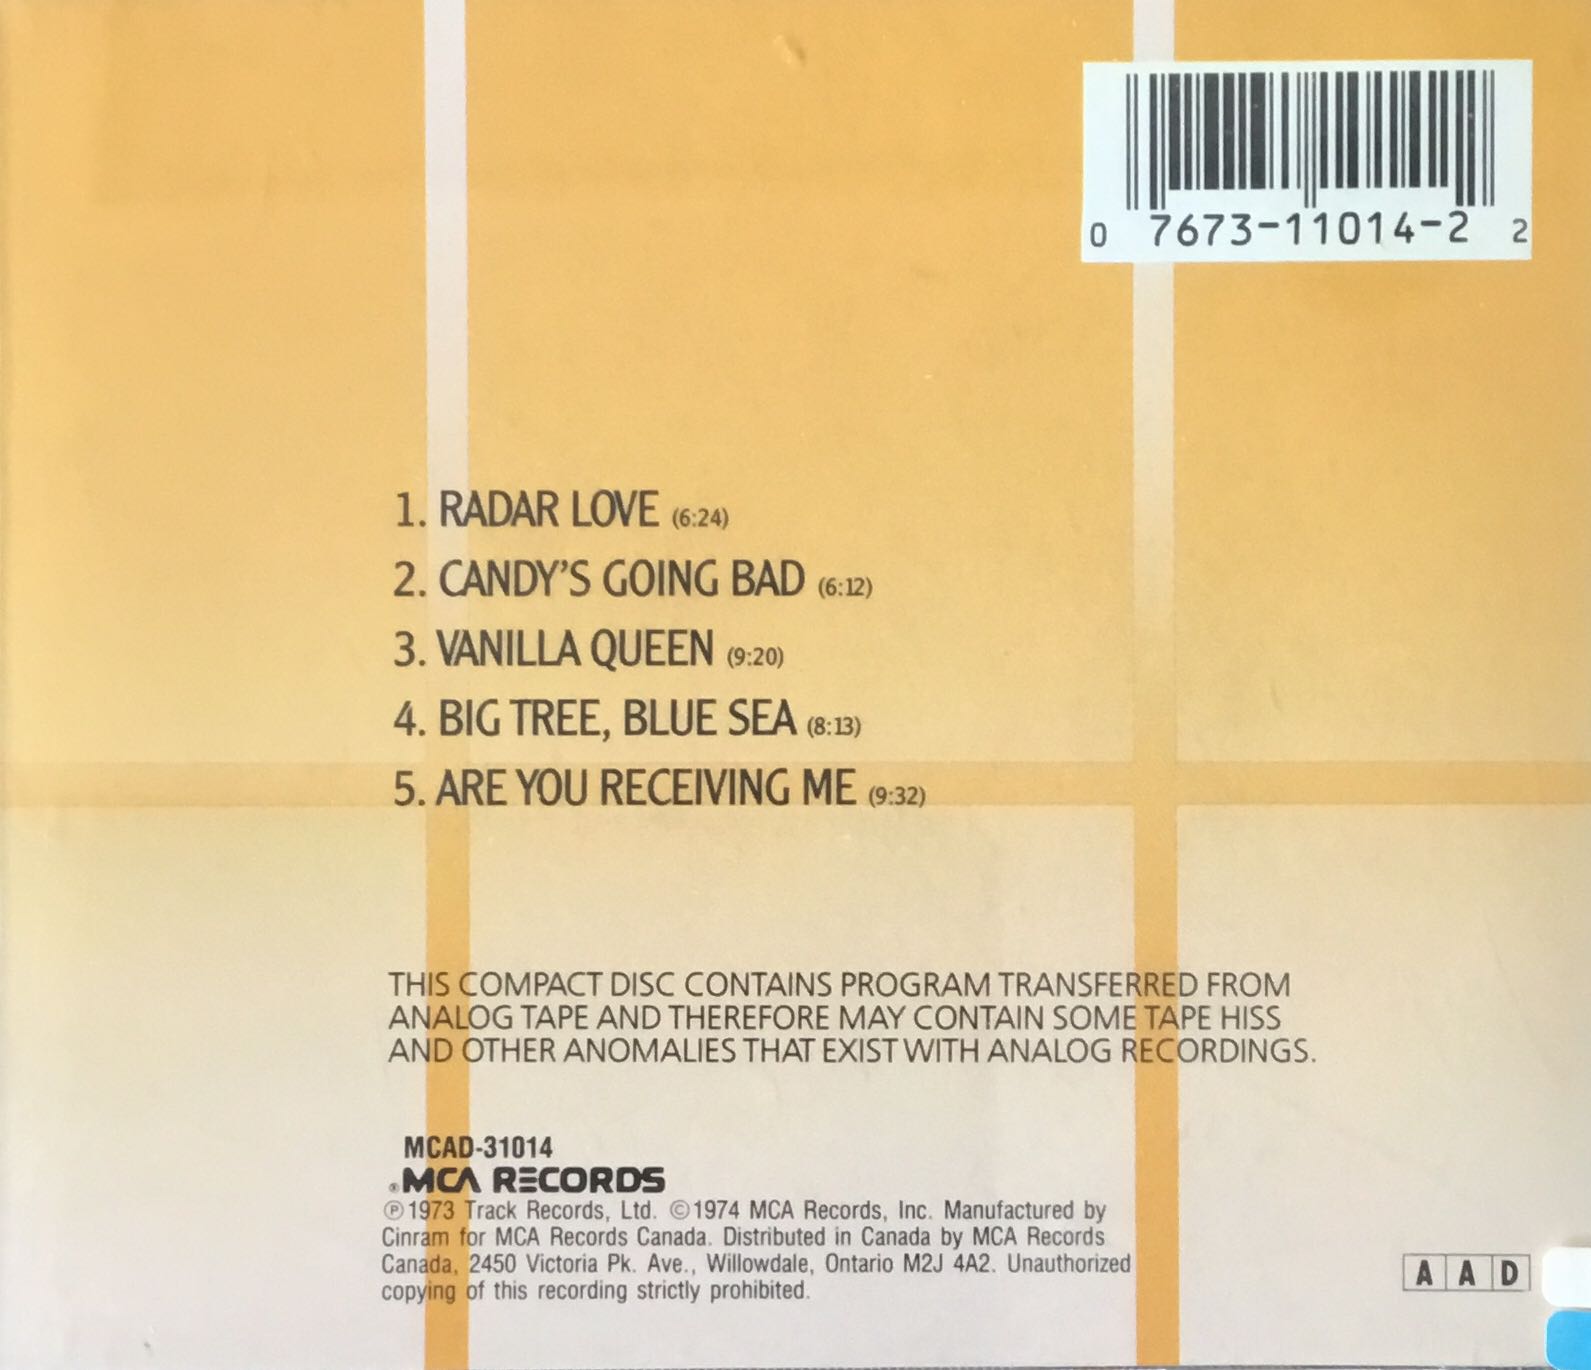 0 7673-11014-2 2
1. RADAR LOVE (6:24)
2. CANDY'S GOING BAD (6:12)
3. VANILLA QUEEN (9:20)
4. BIG TREE, BLUE SEA (8:13)
5. ARE YOU RECEIVING ME (9:32)
THIS COMPACT DISC CONTAINS PROGRAM TRANSFERRED FROM
ANALOG TAPE AND THEREFORE MAY CONTAIN SOME TAPE HISS
AND OTHER ANOMALIES THAT EXIST WITH ANALOG RECORDINGS.
MCAD-31014
®MCA RECORDS
℗1973 Track Records, Ltd. ©1974 MCA Records, Inc. Manufactured by
Cinram for MCA Records Canada. Distributed in Canada by MCA Records
Canada, 2450 Victoria Pk. Ave., Willowdale, Ontario M2J 4A2. Unauthorized
copying of this recording strictly prohibited.
A A D